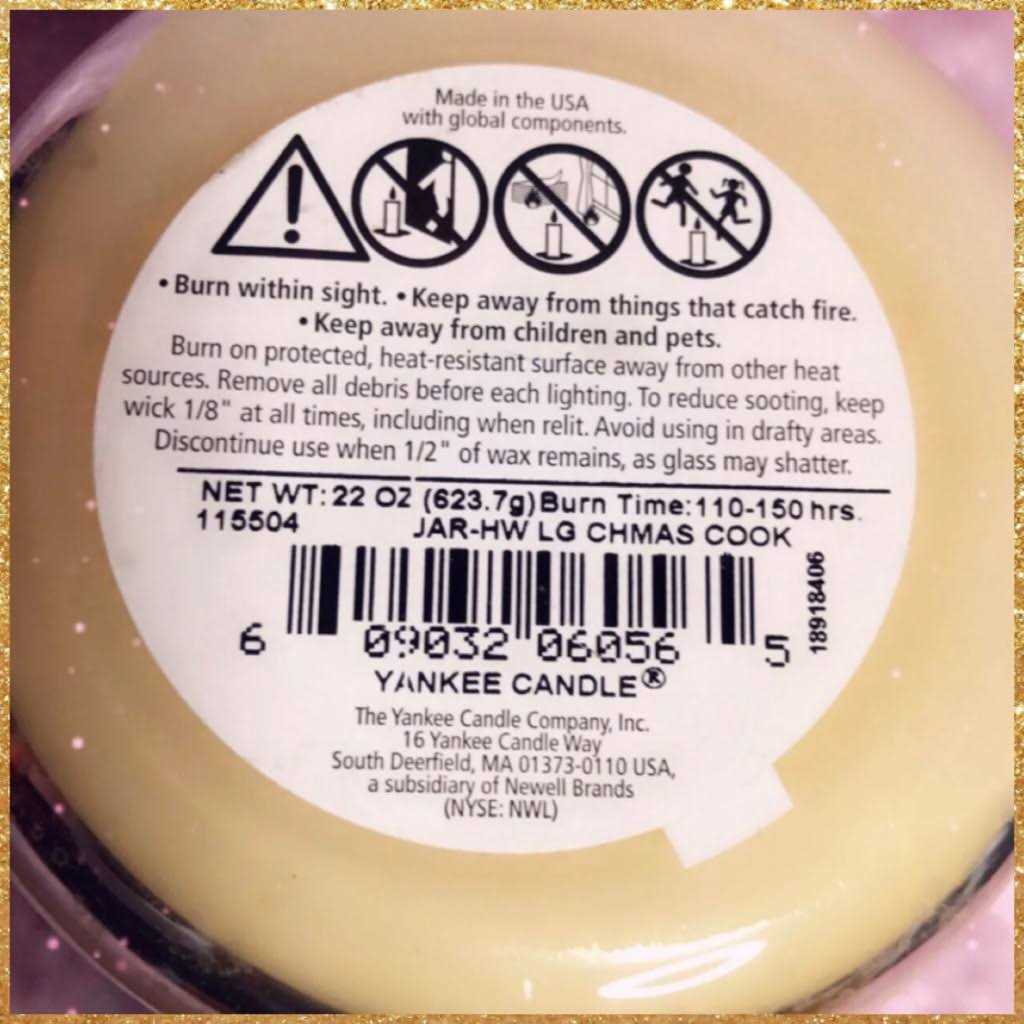 Made in the USA
with global components.
• Burn within sight. • Keep away from things that catch fire.
• Keep away from children and pets.
Burn on protected, heat-resistant surface away from other heat
sources. Remove all debris before each lighting. To reduce sooting, keep
wick 1/8" at all times, including when relit. Avoid using in drafty areas.
Discontinue use when 1/2" of wax remains, as glass may shatter.
NET WT: 22 OZ (623.7g) Burn Time: 110-150 hrs.
115504 JAR-HW LG CHMAS COOK
18918406
6 09032 06056 5
YANKEE CANDLE®
The Yankee Candle Company, Inc.
16 Yankee Candle Way
South Deerfield, MA 01373-0110 USA,
a subsidiary of Newell Brands
(NYSE: NWL)